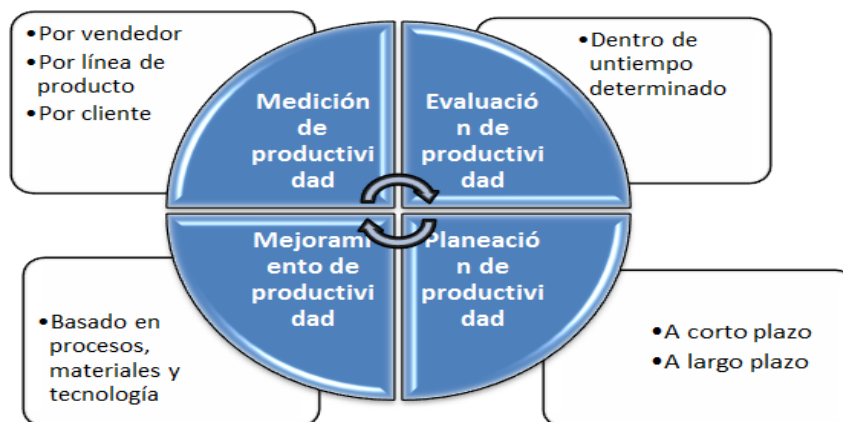 •Por vendedor
•Por línea de
producto
•Por cliente
Medición
de
productivi
dad
Evaluació
n de
productivi
dad
•Dentro de
untiempo
determinado
•Basado en
procesos,
materiales y
tecnología
Mejorami
ento de
productivi
dad
Planeació
n de
productivi
dad
•A corto plazo
•A largo plazo